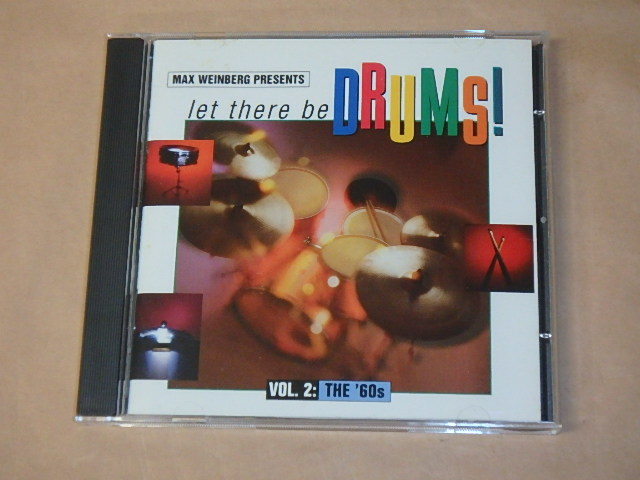 MAX WEINBERG PRESENTS
let there be DRUMS!
VOL. 2: THE '60s